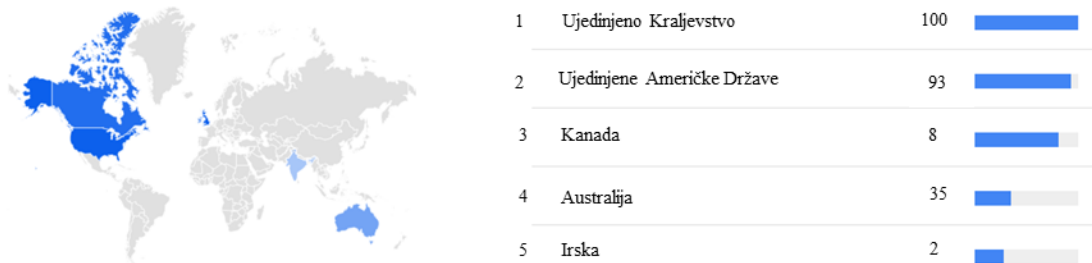 1 Ujedinjeno Kraljevstvo 100
2 Ujedinjene Američke Države 93
3 Kanada 8
4 Australija 35
5 Irska 2